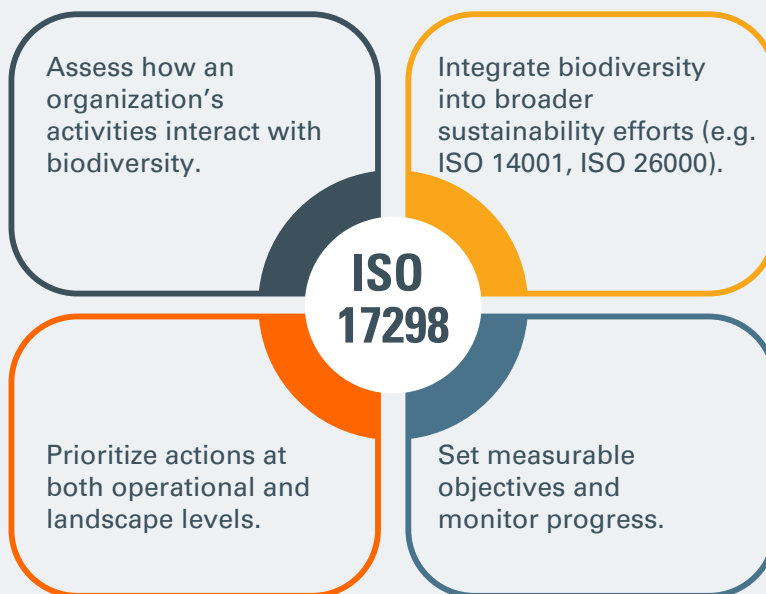 Assess how an
organization’s
activities interact with
biodiversity.
Integrate biodiversity
into broader
sustainability efforts (e.g.
ISO 14001, ISO 26000).
ISO
17298
Prioritize actions at
both operational and
landscape levels.
Set measurable
objectives and
monitor progress.